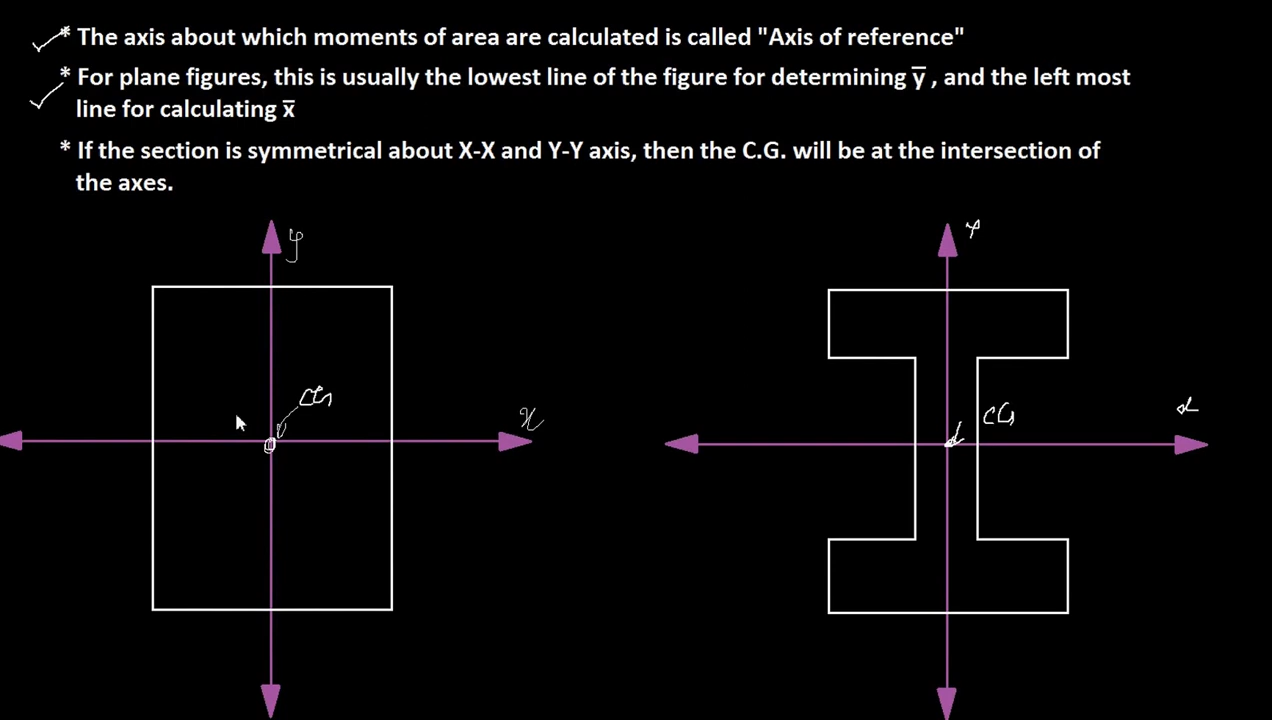 * The axis about which moments of area are calculated is called "Axis of reference"
* For plane figures, this is usually the lowest line of the figure for determining y̅ , and the left most
line for calculating x̅
* If the section is symmetrical about X-X and Y-Y axis, then the C.G. will be at the intersection of
the axes.
y
CG
x
CG